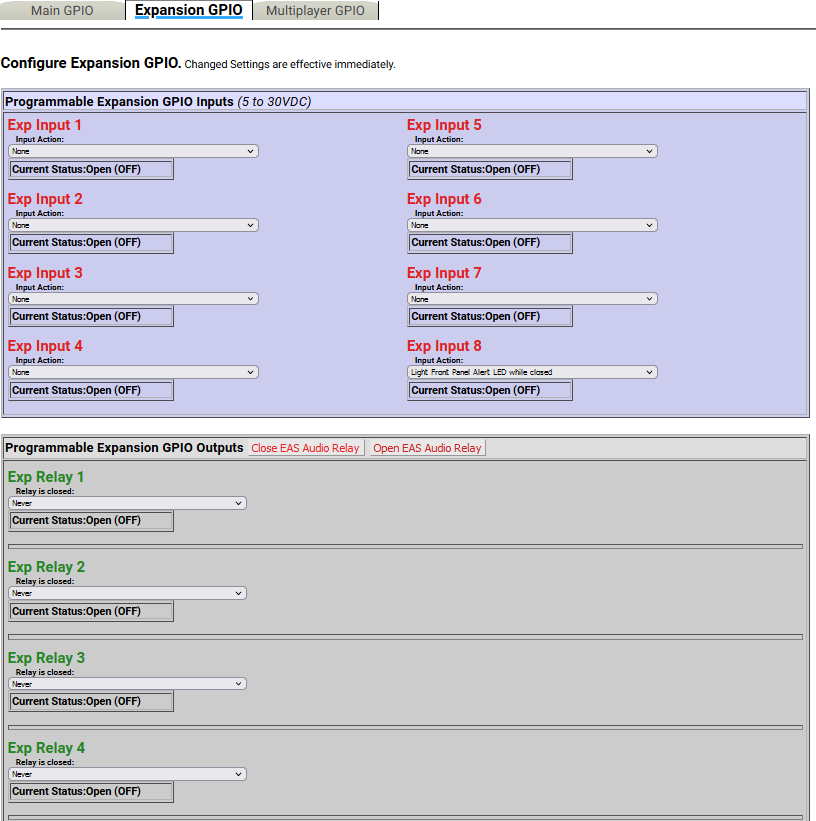 Main GPIO Expansion GPIO Multiplayer GPIO
Configure Expansion GPIO. Changed Settings are effective immediately.
Programmable Expansion GPIO Inputs (5 to 30VDC)
Exp Input 1
Input Action:
None
Current Status:Open (OFF)
Exp Input 2
Input Action:
None
Current Status:Open (OFF)
Exp Input 3
Input Action:
None
Current Status:Open (OFF)
Exp Input 4
Input Action:
None
Current Status:Open (OFF)
Exp Input 5
Input Action:
None
Current Status:Open (OFF)
Exp Input 6
Input Action:
None
Current Status:Open (OFF)
Exp Input 7
Input Action:
None
Current Status:Open (OFF)
Exp Input 8
Input Action:
Light Front Panel Alert LED while closed
Current Status:Open (OFF)
Programmable Expansion GPIO Outputs Close EAS Audio Relay Open EAS Audio Relay
Exp Relay 1
Relay is closed:
Never
Current Status:Open (OFF)
Exp Relay 2
Relay is closed:
Never
Current Status:Open (OFF)
Exp Relay 3
Relay is closed:
Never
Current Status:Open (OFF)
Exp Relay 4
Relay is closed:
Never
Current Status:Open (OFF)